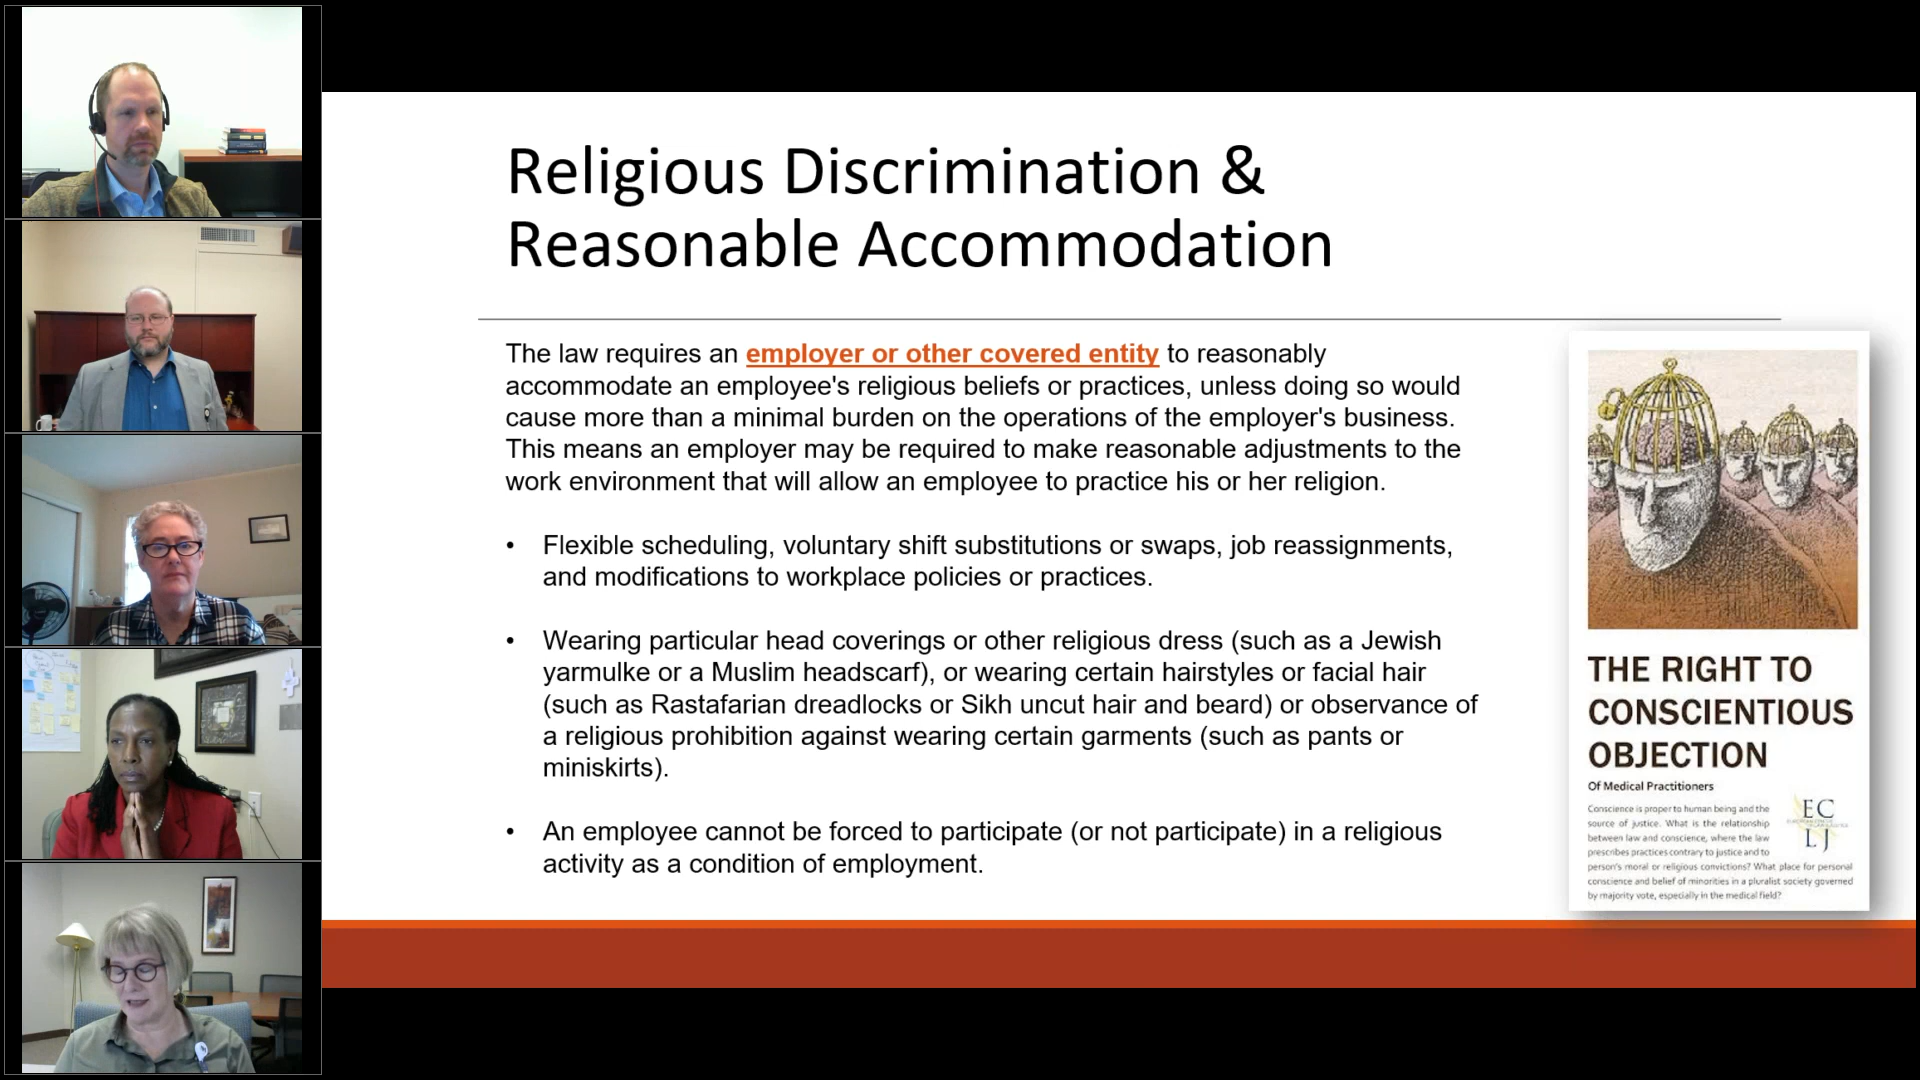 Religious Discrimination &
Reasonable Accommodation
The law requires an employer or other covered entity to reasonably
accommodate an employee's religious beliefs or practices, unless doing so would
cause more than a minimal burden on the operations of the employer's business.
This means an employer may be required to make reasonable adjustments to the
work environment that will allow an employee to practice his or her religion.
• Flexible scheduling, voluntary shift substitutions or swaps, job reassignments,
and modifications to workplace policies or practices.
• Wearing particular head coverings or other religious dress (such as a Jewish
yarmulke or a Muslim headscarf), or wearing certain hairstyles or facial hair
(such as Rastafarian dreadlocks or Sikh uncut hair and beard) or observance of
a religious prohibition against wearing certain garments (such as pants or
miniskirts).
• An employee cannot be forced to participate (or not participate) in a religious
activity as a condition of employment.
THE RIGHT TO
CONSCIENTIOUS
OBJECTION
Of Medical Practitioners
Conscience is proper to human being and the
source of justice. What is the relationship
between law and conscience, where the law
prescribes practices contrary to justice and to
person's moral or religious convictions? What place for personal
conscience and belief of minorities in a pluralist society governed
by majority vote, especially in the medical field?
EC
LJ